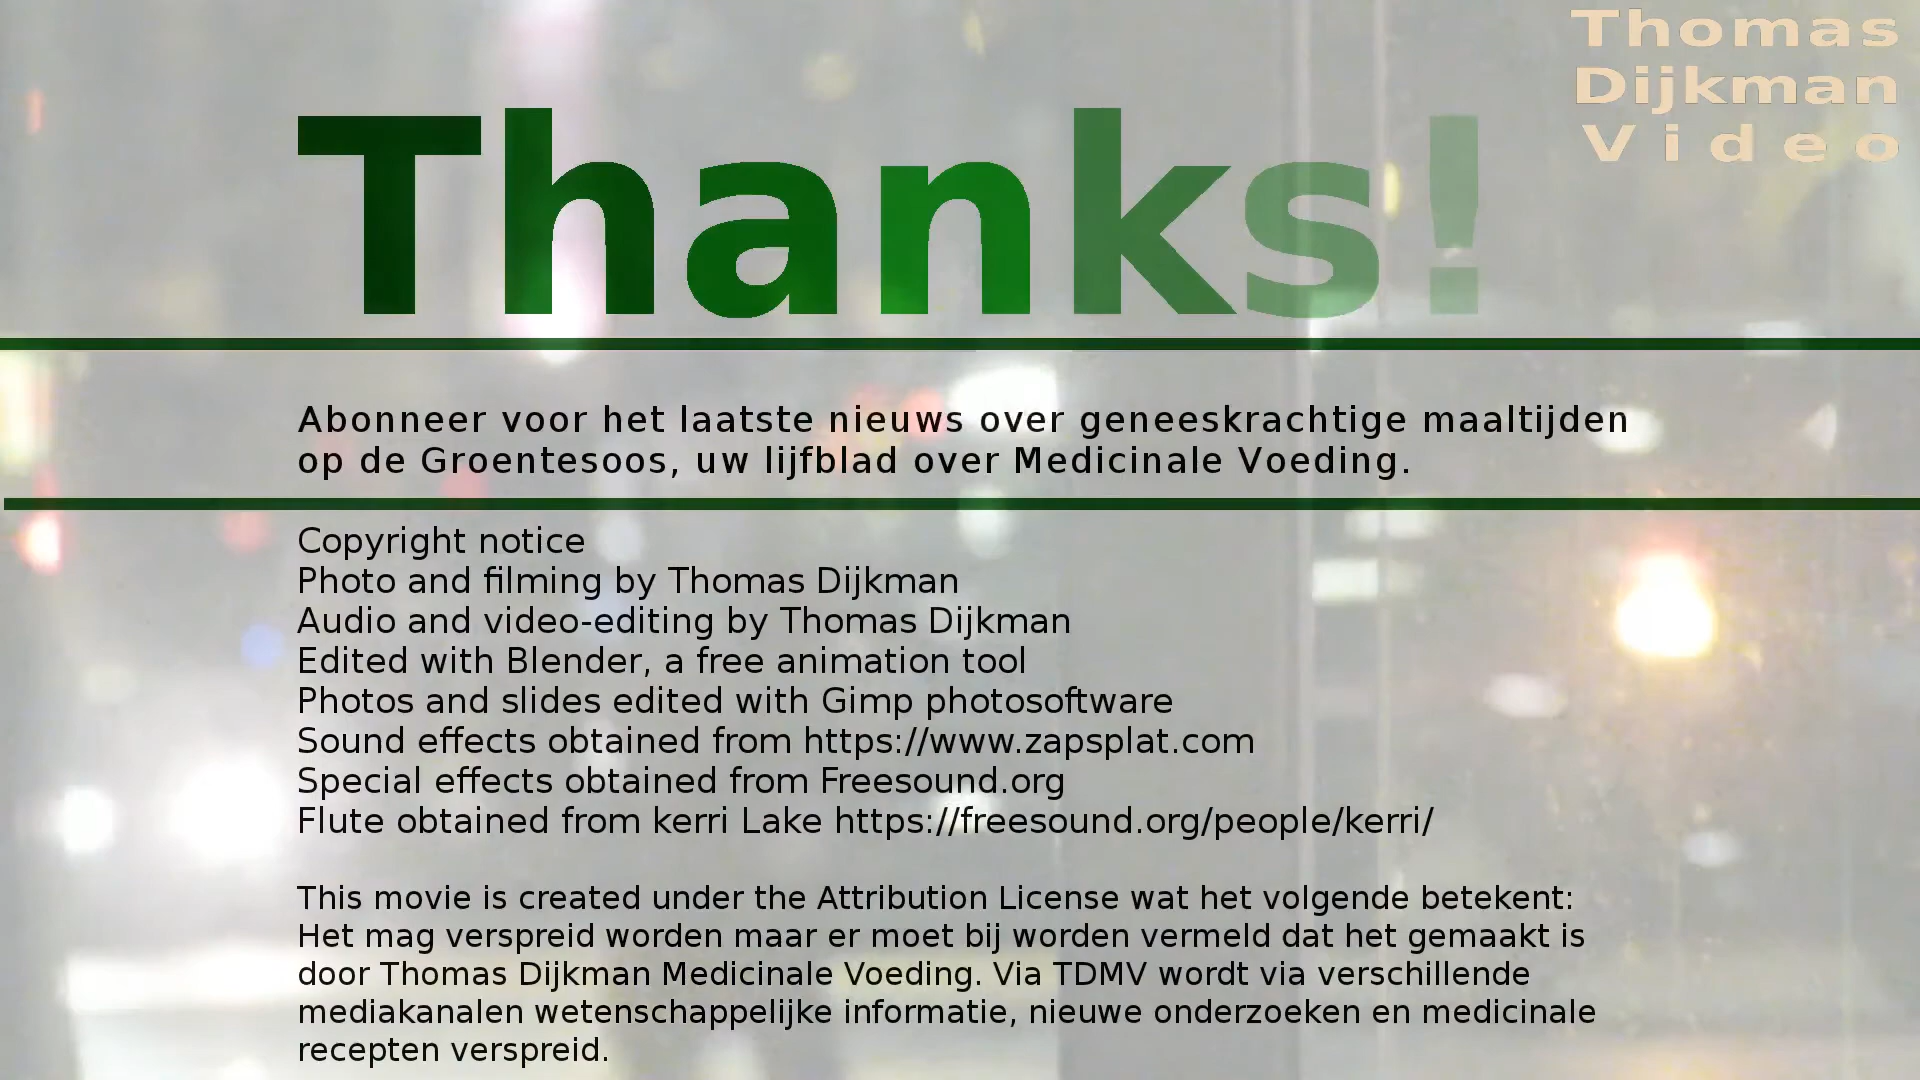 Thomas
Dijkman
Video
Thanks!
Abonneer voor het laatste nieuws over geneeskrachtige maaltijden
op de Groentesoos, uw lijfblad over Medicinale Voeding.
Copyright notice
Photo and filming by Thomas Dijkman
Audio and video-editing by Thomas Dijkman
Edited with Blender, a free animation tool
Photos and slides edited with Gimp photosoftware
Sound effects obtained from https://www.zapsplat.com
Special effects obtained from Freesound.org
Flute obtained from kerri Lake https://freesound.org/people/kerri/
This movie is created under the Attribution License wat het volgende betekent:
Het mag verspreid worden maar er moet bij worden vermeld dat het gemaakt is
door Thomas Dijkman Medicinale Voeding. Via TDMV wordt via verschillende
mediakanalen wetenschappelijke informatie, nieuwe onderzoeken en medicinale
recepten verspreid.